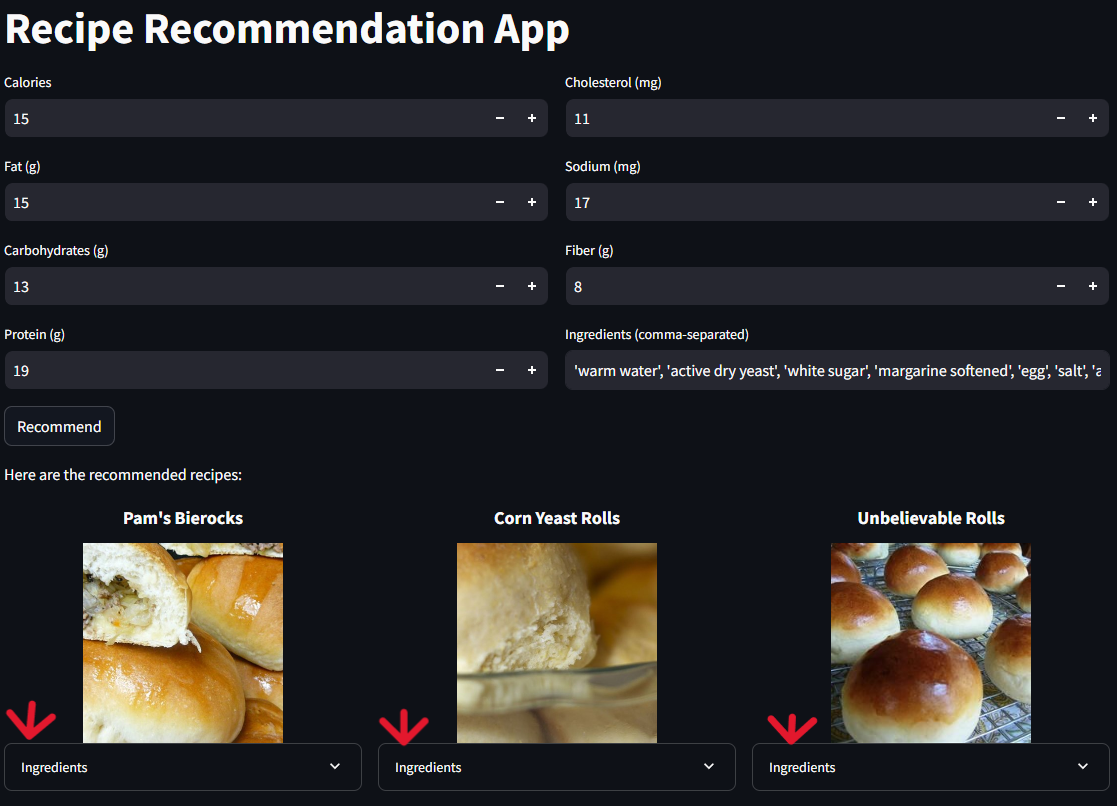 Recipe Recommendation App
Calories
Cholesterol (mg)
15
11
Fat (g)
Sodium (mg)
15
17
Carbohydrates (g)
Fiber (g)
13
8
Protein (g)
Ingredients (comma-separated)
19
'warm water', 'active dry yeast', 'white sugar', 'margarine softened', 'egg', 'salt', 'a
Recommend
Here are the recommended recipes:
Pam's Bierocks
Corn Yeast Rolls
Unbelievable Rolls
Ingredients
Ingredients
Ingredients